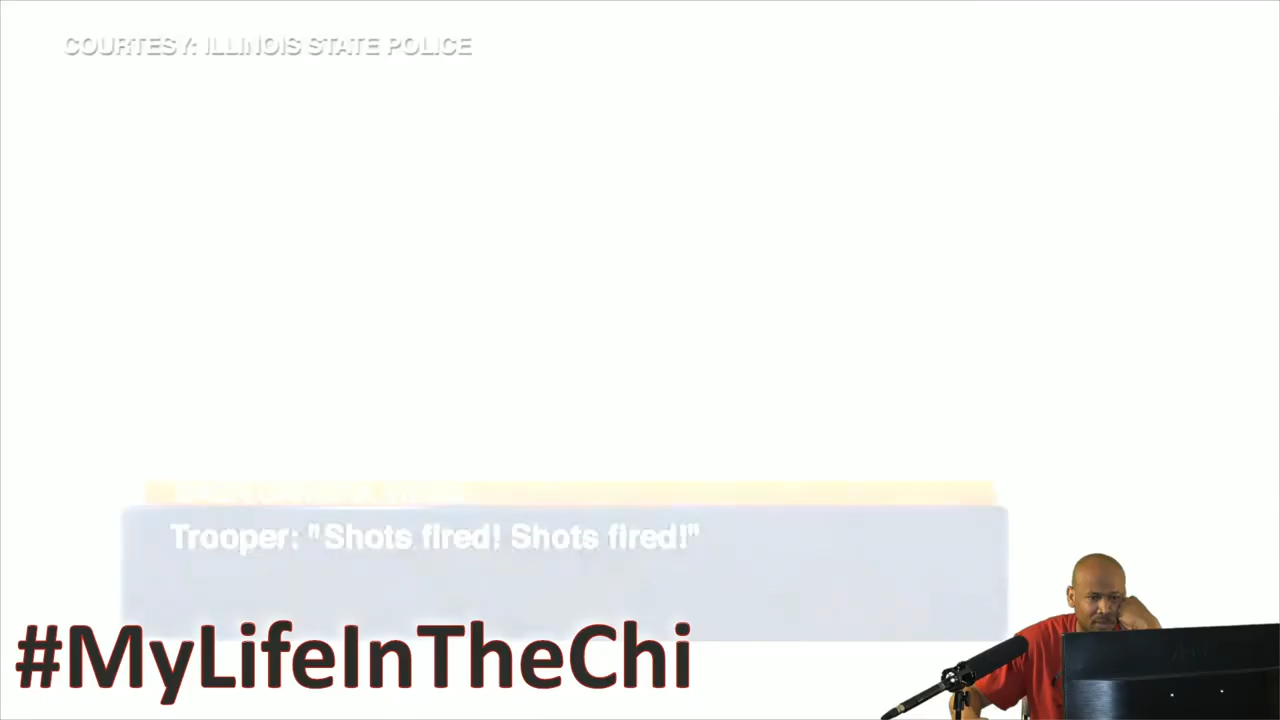 COURTESY: ILLINOIS STATE POLICE
Trooper: "Shots fired! Shots fired!"
#MyLifeInTheChi